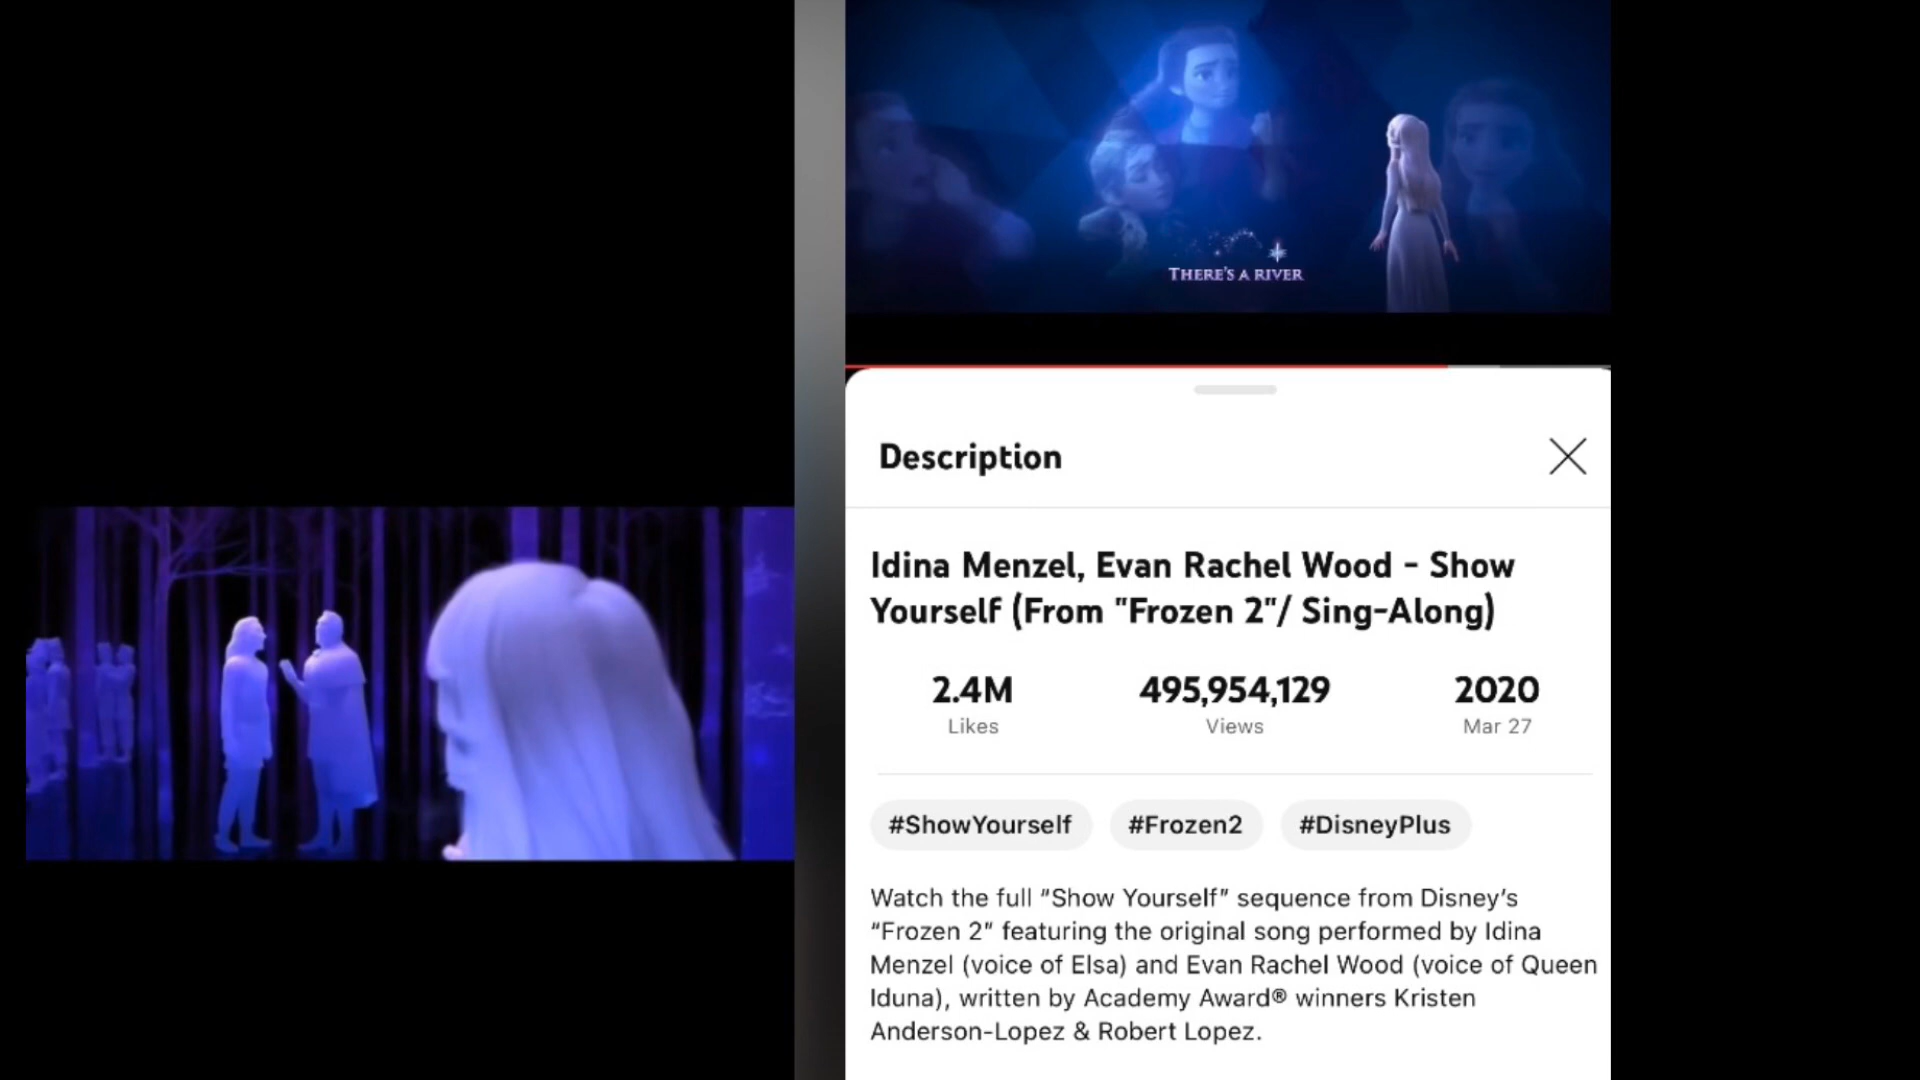 THERE'S A RIVER
Description
Idina Menzel, Evan Rachel Wood - Show
Yourself (From "Frozen 2"/ Sing-Along)
2.4M 495,954,129 2020
Likes Views Mar 27
#ShowYourself #Frozen2 #DisneyPlus
Watch the full “Show Yourself” sequence from Disney’s
“Frozen 2” featuring the original song performed by Idina
Menzel (voice of Elsa) and Evan Rachel Wood (voice of Queen
Iduna), written by Academy Award® winners Kristen
Anderson-Lopez & Robert Lopez.